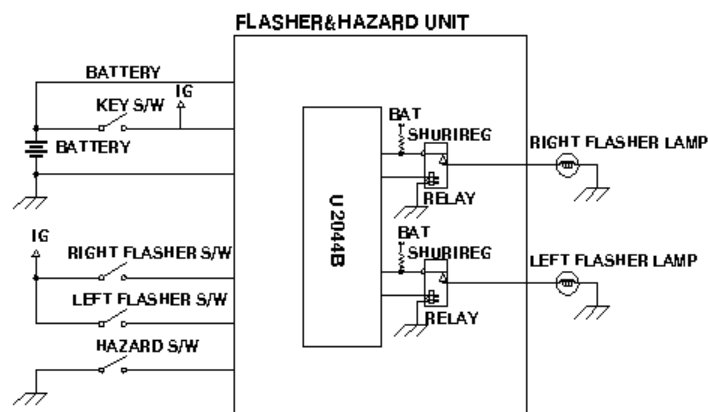 FLASHER&HAZARD UNIT
BATTERY
IG
KEY S/W
BATTERY
BAT
SHURIREG
RIGHT FLASHER LAMP
RELAY
U2044B
IG
RIGHT FLASHER S/W
LEFT FLASHER S/W
HAZARD S/W
BAT
SHURIREG
LEFT FLASHER LAMP
RELAY